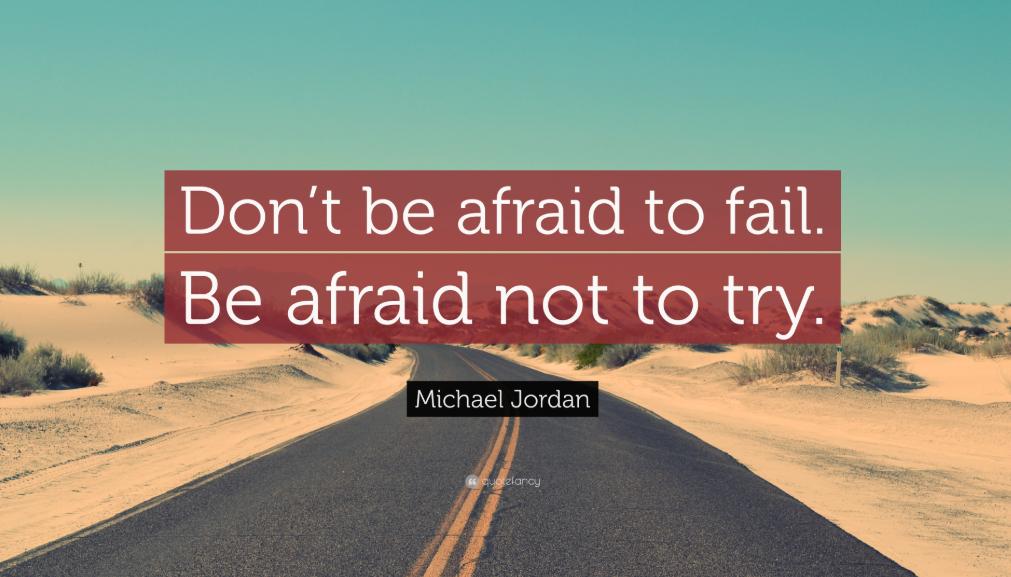 Don’t be afraid to fail.
Be afraid not to try.
Michael Jordan
quotefancy